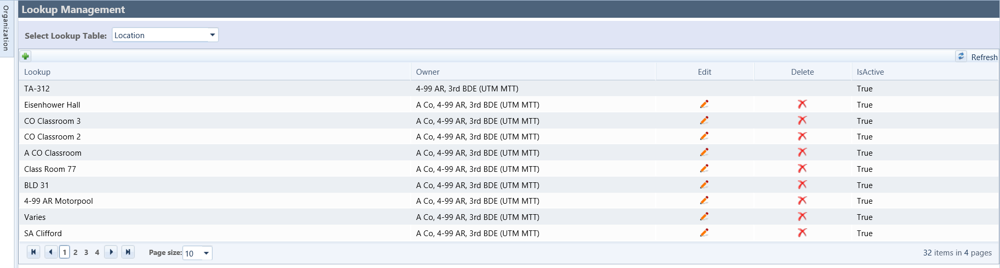 Organization
Lookup Management
Select Lookup Table: Location
Refresh
Lookup Owner Edit Delete IsActive
TA-312 4-99 AR, 3rd BDE (UTM MTT) True
Eisenhower Hall A Co, 4-99 AR, 3rd BDE (UTM MTT) True
CO Classroom 3 A Co, 4-99 AR, 3rd BDE (UTM MTT) True
CO Classroom 2 A Co, 4-99 AR, 3rd BDE (UTM MTT) True
A CO Classroom A Co, 4-99 AR, 3rd BDE (UTM MTT) True
Class Room 77 A Co, 4-99 AR, 3rd BDE (UTM MTT) True
BLD 31 A Co, 4-99 AR, 3rd BDE (UTM MTT) True
4-99 AR Motorpool A Co, 4-99 AR, 3rd BDE (UTM MTT) True
Varies A Co, 4-99 AR, 3rd BDE (UTM MTT) True
SA Clifford A Co, 4-99 AR, 3rd BDE (UTM MTT) True
1 2 3 4 Page size: 10 32 items in 4 pages